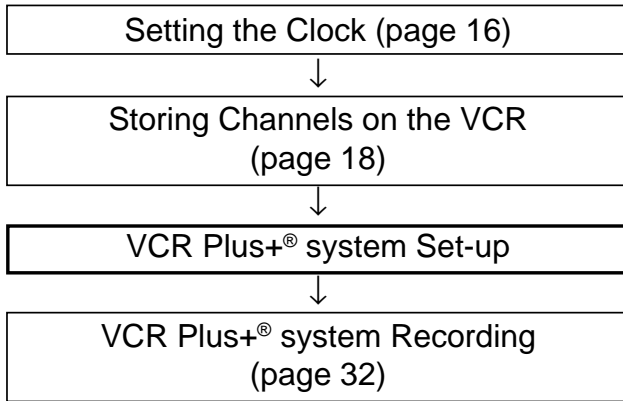 Setting the Clock (page 16)
Storing Channels on the VCR
(page 18)
VCR Plus+® system Set-up
VCR Plus+® system Recording
(page 32)